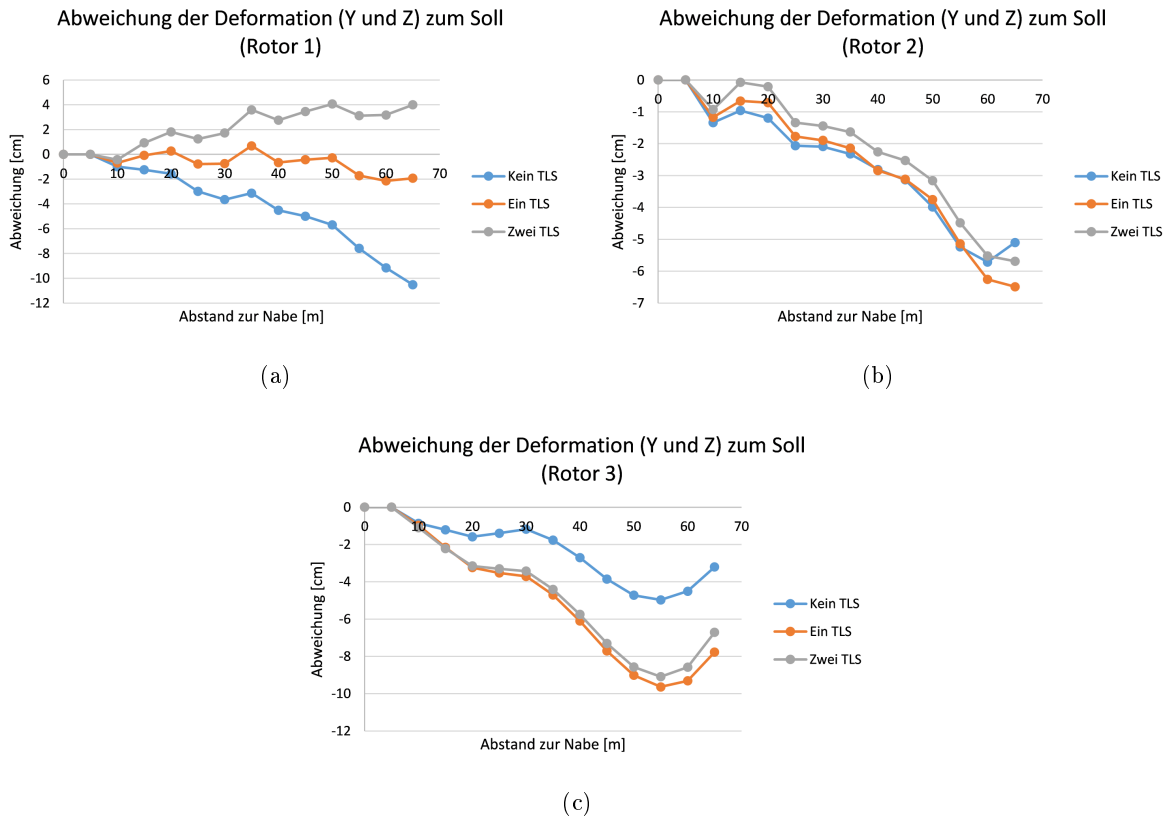 Abweichung der Deformation (Y und Z) zum Soll
(Rotor 1)
6
4
2
0
-2
-4
-6
-8
-10
-12
0 10 20 30 40 50 60 70
Abweichung [cm]
Abstand zur Nabe [m]
Kein TLS
Ein TLS
Zwei TLS
(a)
Abweichung der Deformation (Y und Z) zum Soll
(Rotor 2)
0
-1
-2
-3
-4
-5
-6
-7
0 10 20 30 40 50 60 70
Abweichung [cm]
Abstand zur Nabe [m]
Kein TLS
Ein TLS
Zwei TLS
(b)
Abweichung der Deformation (Y und Z) zum Soll
(Rotor 3)
0
-2
-4
-6
-8
-10
-12
0 10 20 30 40 50 60 70
Abweichung [cm]
Abstand zur Nabe [m]
Kein TLS
Ein TLS
Zwei TLS
(c)